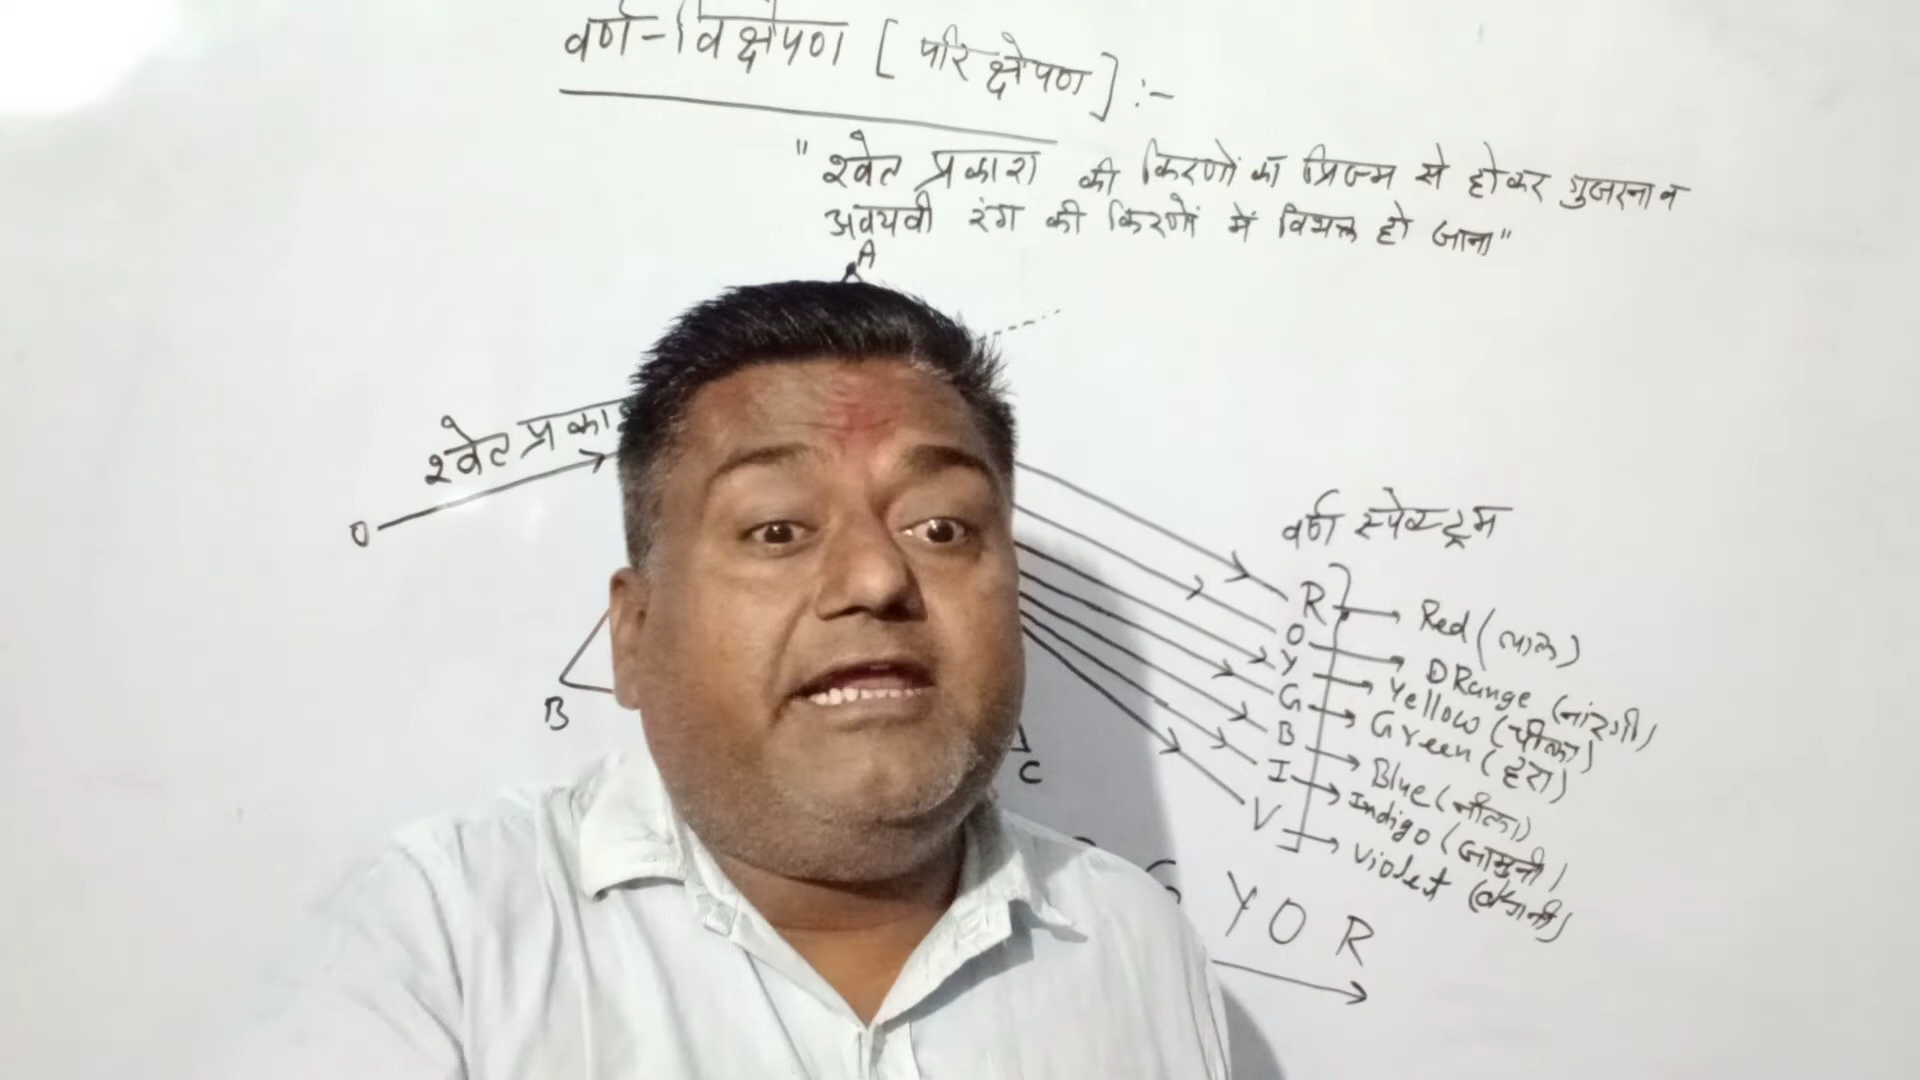 वर्ण-विक्षेपण [परिक्षेपण] :-
"श्वेत प्रकाश की किरणों का प्रिज्म से होकर गुजरना व
अवयवी रंग की किरणों में विभक्त हो जाना"
A
श्वेत प्रका
O
वर्ण स्पेक्ट्रम
R Red (लाल)
O ORange (नांरगी)
Y Yellow (पीला)
G Green (हरा)
B Blue (नीला)
I Indigo (जामुनी)
V Violet (बैंगनी)
B
C
G Y O R